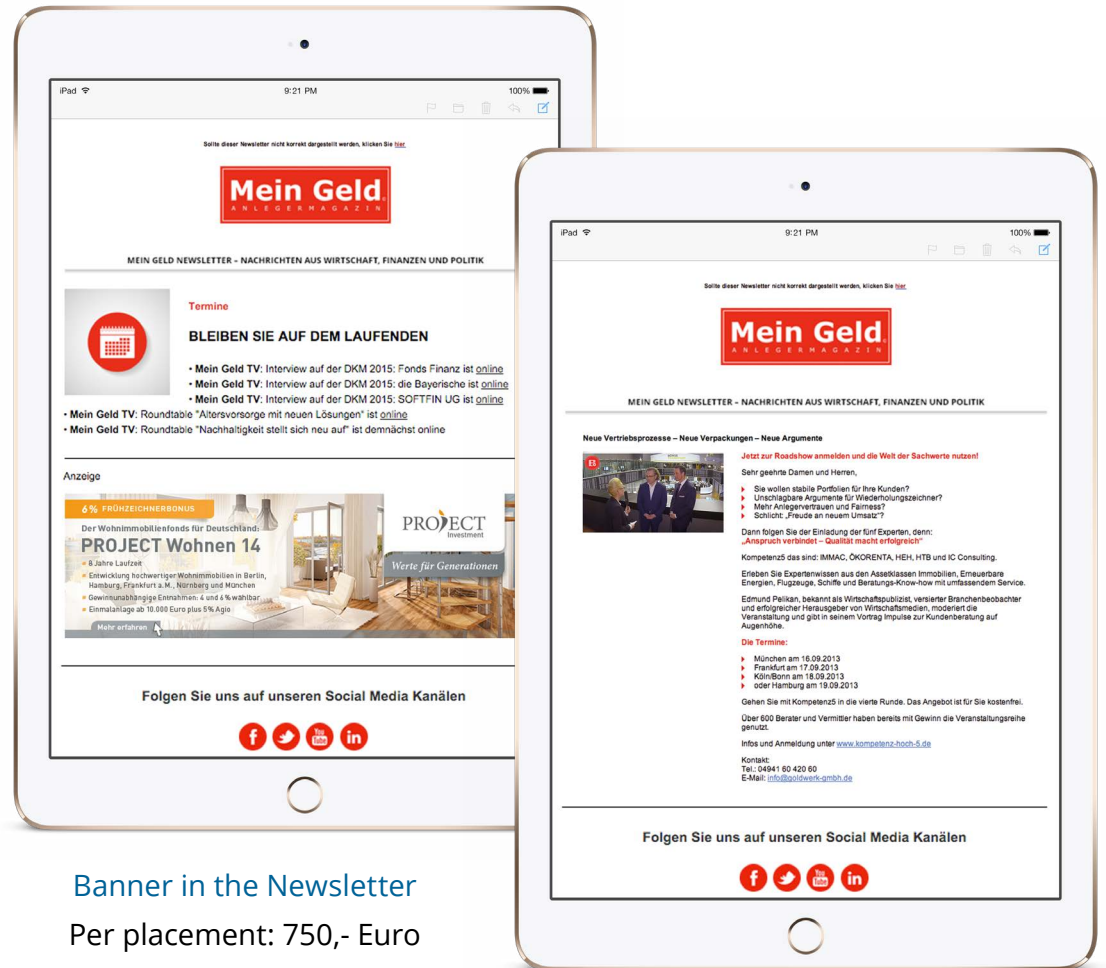 iPad 9:21 PM 100%
Sollte dieser Newsletter nicht korrekt dargestellt werden, klicken Sie hier.
Mein Geld
ANLEGERMAGAZIN
MEIN GELD NEWSLETTER – NACHRICHTEN AUS WIRTSCHAFT, FINANZEN UND POLITIK
Termine
BLEIBEN SIE AUF DEM LAUFENDEN
• Mein Geld TV: Interview auf der DKM 2015: Fonds Finanz ist online
• Mein Geld TV: Interview auf der DKM 2015: die Bayerische ist online
• Mein Geld TV: Interview auf der DKM 2015: SOFTFIN UG ist online
• Mein Geld TV: Roundtable "Altersvorsorge mit neuen Lösungen" ist online
• Mein Geld TV: Roundtable "Nachhaltigkeit stellt sich neu auf" ist demnächst online
Anzeige
6% FRÜHZEICHNERBONUS
Der Wohnimmobilienfonds für Deutschland:
PROJECT Wohnen 14
8 Jahre Laufzeit
Entwicklung hochwertiger Wohnimmobilien in Berlin,
Hamburg, Frankfurt a.M., Nürnberg und München
Gewinnunabhängige Entnahmen: 4 und 6 % wählbar
Einmalanlage ab 10.000 Euro plus 5% Agio
Mehr erfahren
PROJECT
Investment
Werte für Generationen
Folgen Sie uns auf unseren Social Media Kanälen
f You Tube in
Banner in the Newsletter
Per placement: 750,- Euro
iPad 9:21 PM 100%
Sollte dieser Newsletter nicht korrekt dargestellt werden, klicken Sie hier
Mein Geld
ANLEGERMAGAZIN
MEIN GELD NEWSLETTER – NACHRICHTEN AUS WIRTSCHAFT, FINANZEN UND POLITIK
Neue Vertriebsprozesse – Neue Verpackungen – Neue Argumente
Jetzt zur Roadshow anmelden und die Welt der Sachwerte nutzen!
Sehr geehrte Damen und Herren,
Sie wollen stabile Portfolien für Ihre Kunden?
Unschlagbare Argumente für Wiederholungszeichner?
Mehr Anlegervertrauen und Fairness?
Schlicht: „Freude an neuem Umsatz“?
Dann folgen Sie der Einladung der fünf Experten, denn:
„Anspruch verbindet – Qualität macht erfolgreich“
Kompetenz5 das sind: IMMAC, ÖKORENTA, HEH, HTB und IC Consulting.
Erleben Sie Expertenwissen aus den Assetklassen Immobilien, Erneuerbare
Energien, Flugzeuge, Schiffe und Beratungs-Know-how mit umfassendem Service.
Edmund Pelikan, bekannt als Wirtschaftspublizist, versierter Branchenbeobachter
und erfolgreicher Herausgeber von Wirtschaftsmedien, moderiert die
Veranstaltung und gibt in seinem Vortrag Impulse zur Kundenberatung auf
Augenhöhe.
Die Termine:
München am 16.09.2013
Frankfurt am 17.09.2013
Köln/Bonn am 18.09.2013
oder Hamburg am 19.09.2013
Gehen Sie mit Kompetenz5 in die vierte Runde. Das Angebot ist für Sie kostenfrei.
Über 600 Berater und Vermittler haben bereits mit Gewinn die Veranstaltungsreihe
genutzt.
Infos und Anmeldung unter www.kompetenz-hoch-5.de
Kontakt:
Tel.: 04941 60 420 60
E-Mail: info@goldwerk-gmbh.de
Folgen Sie uns auf unseren Social Media Kanälen
f You Tube in